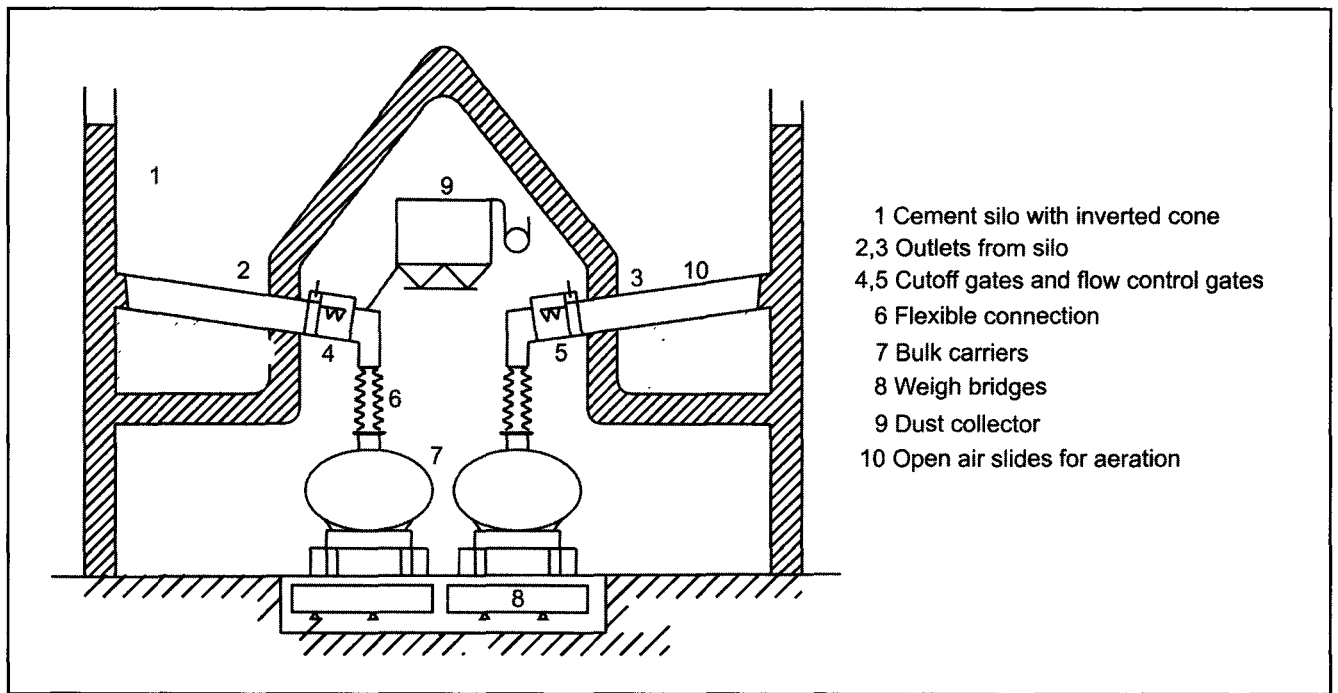 9
1
2
3
10
4
5
6
7
8
1 Cement silo with inverted cone
2,3 Outlets from silo
4,5 Cutoff gates and flow control gates
6 Flexible connection
7 Bulk carriers
8 Weigh bridges
9 Dust collector
10 Open air slides for aeration